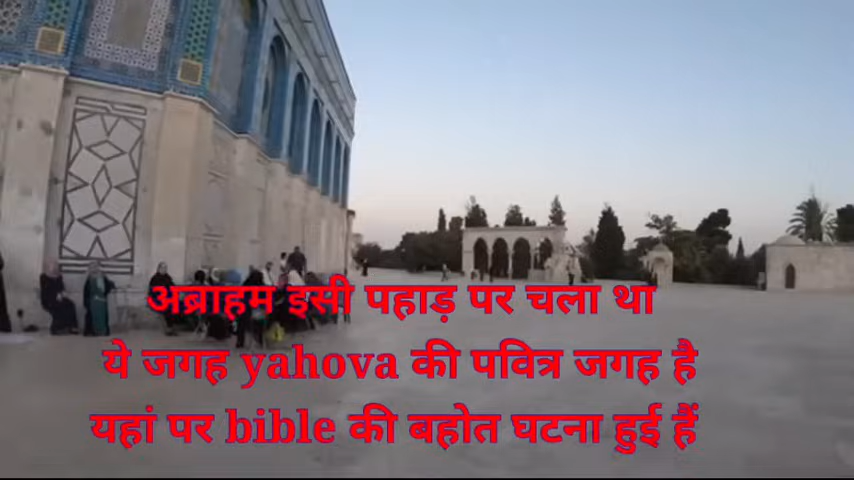 अब्राहम इसी पहाड़ पर चला था
ये जगह yahova की पवित्र जगह है
यहां पर bible की बहोत घटना हुई हैं